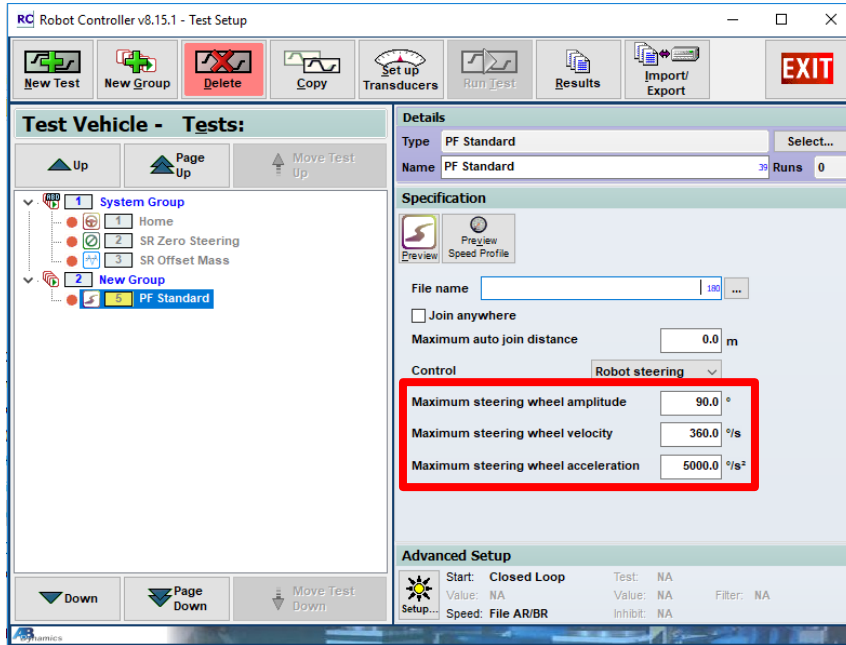 RC Robot Controller v8.15.1 - Test Setup
New Test
New Group
Delete
Copy
Set up Transducers
Run Test
Results
Import/ Export
EXIT
Test Vehicle - Tests:
Up
Page Up
Move Test Up
1 System Group
1 Home
2 SR Zero Steering
3 SR Offset Mass
2 New Group
5 PF Standard
Down
Page Down
Move Test Down
Details
Type PF Standard Select...
Name PF Standard 39 Runs 0
Specification
Preview
Preview Speed Profile
File name 180 ...
Join anywhere
Maximum auto join distance 0.0 m
Control Robot steering
Maximum steering wheel amplitude 90.0 °
Maximum steering wheel velocity 360.0 °/s
Maximum steering wheel acceleration 5000.0 °/s²
Advanced Setup
Setup...
Start: Closed Loop Test: NA
Value: NA Value: NA Filter: NA
Speed: File AR/BR Inhibit: NA
AB Dynamics